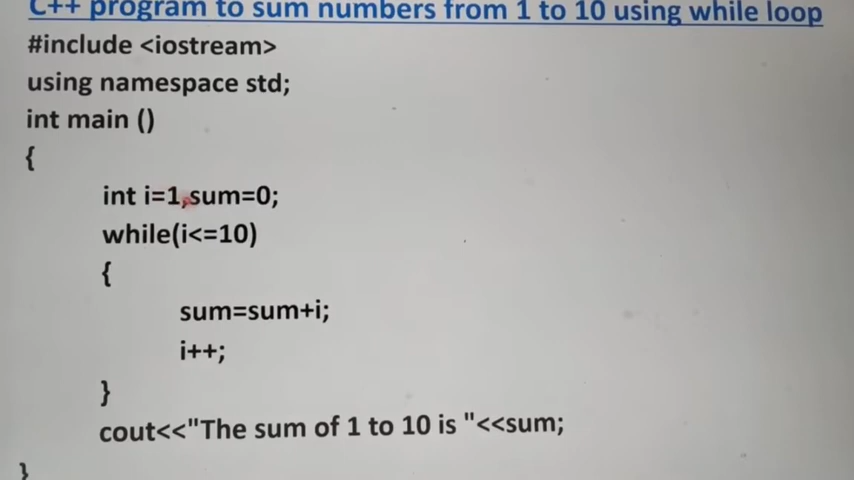 C++ program to sum numbers from 1 to 10 using while loop
#include <iostream>
using namespace std;
int main ()
{
int i=1,sum=0;
while(i<=10)
{
sum=sum+i;
i++;
}
cout<<"The sum of 1 to 10 is "<<sum;
}